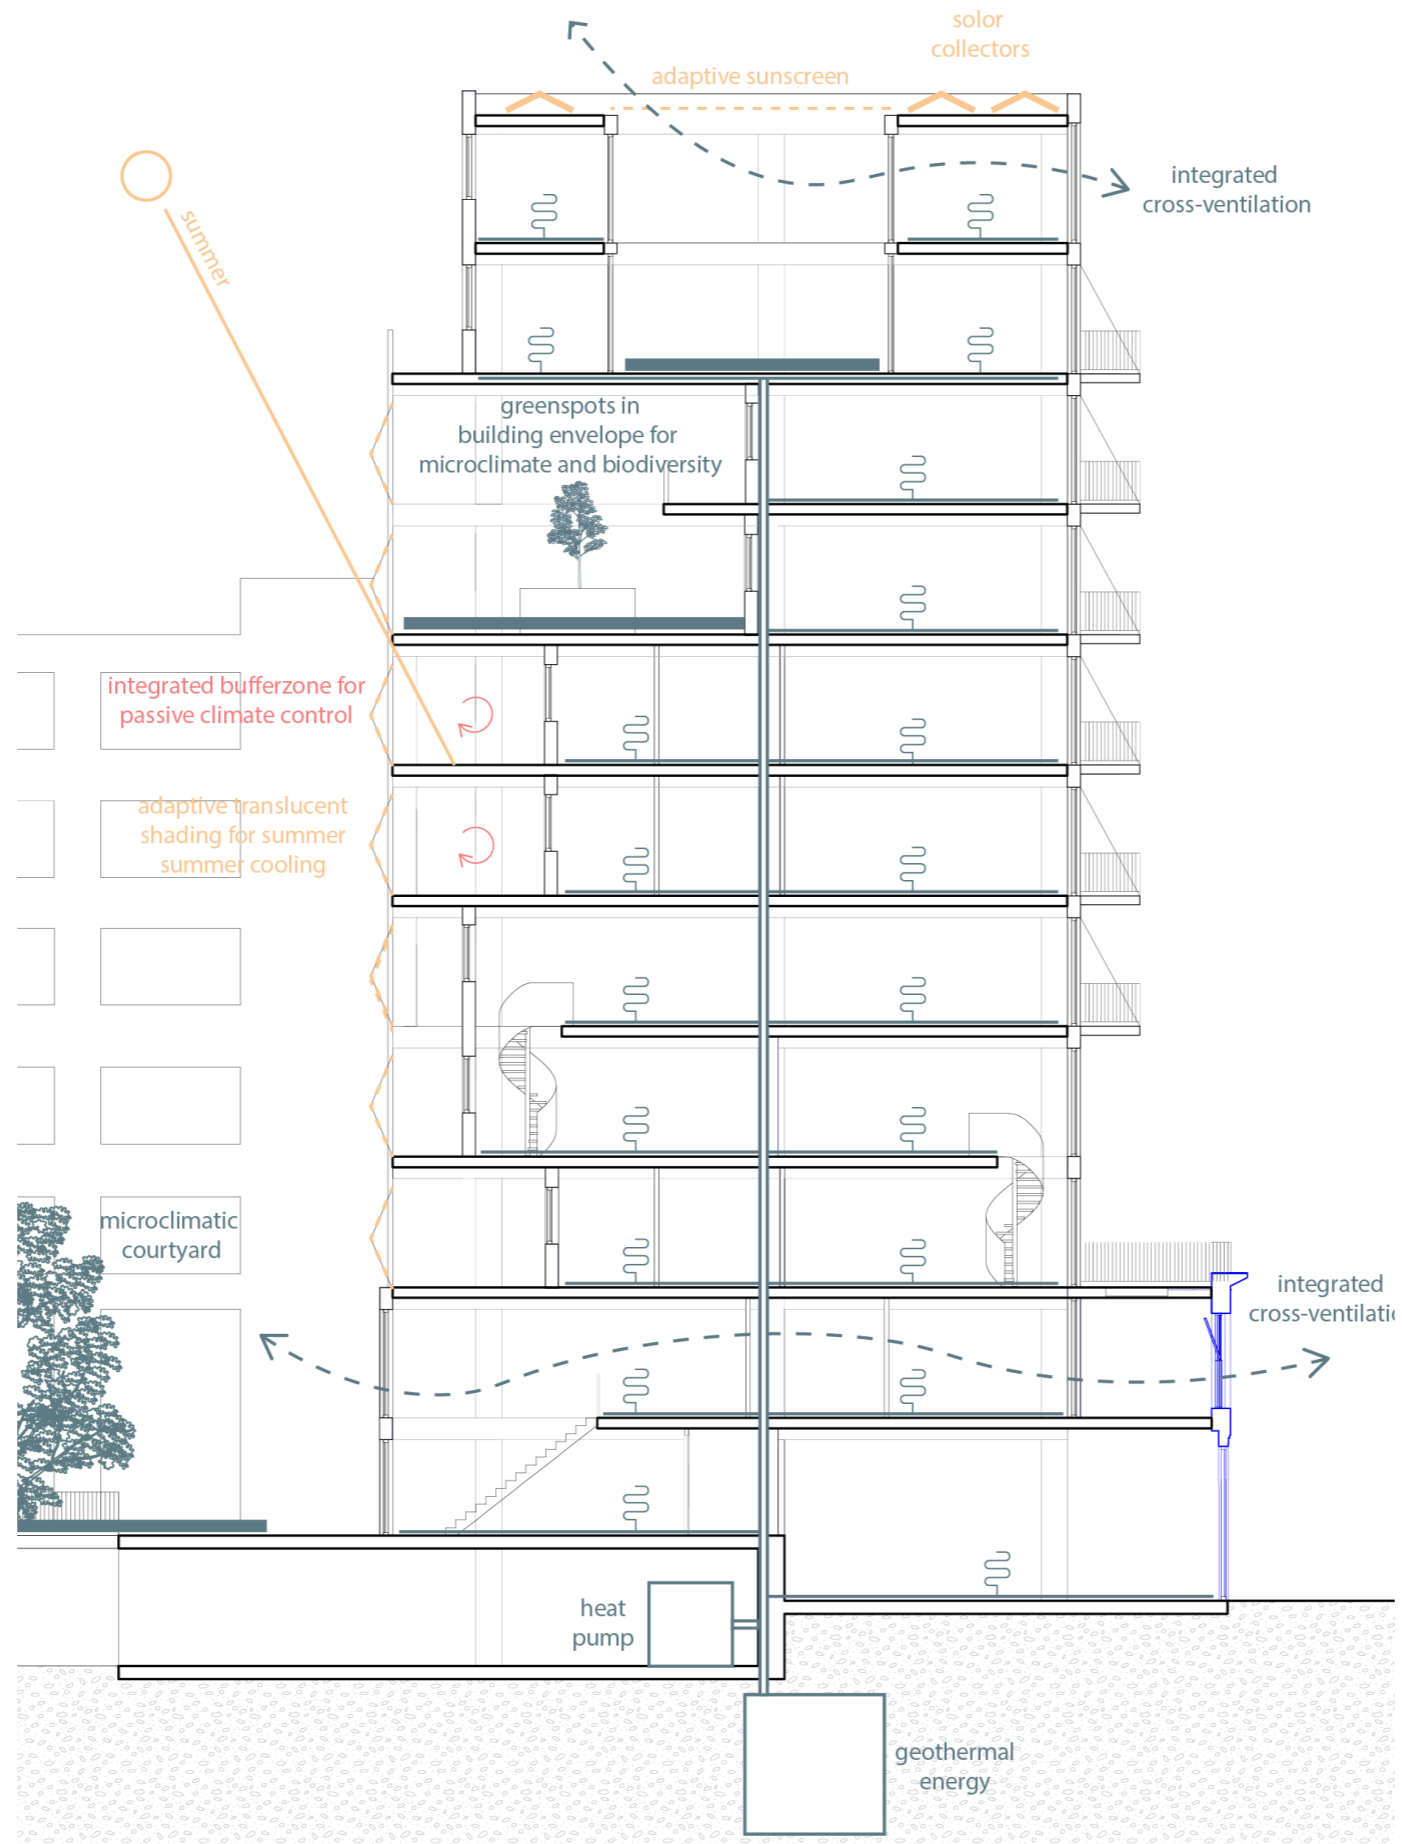 solor
collectors
adaptive sunscreen
integrated
cross-ventilation
summer
greenspots in
building envelope for
microclimate and biodiversity
integrated bufferzone for
passive climate control
adaptive translucent
shading for summer
summer cooling
microclimatic
courtyard
integrated
cross-ventilatic
heat
pump
geothermal
energy